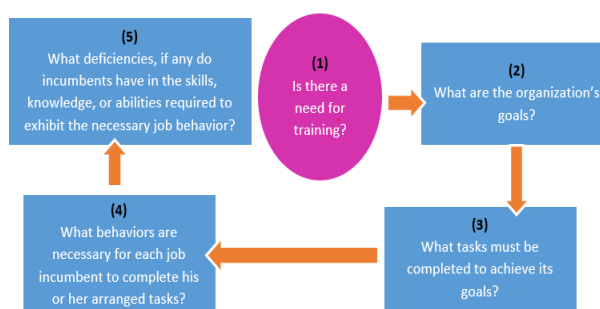 (1)
Is there a
need for
training?
(2)
What are the organization's
goals?
(3)
What tasks must be
completed to achieve its
goals?
(4)
What behaviors are
necessary for each job
incumbent to complete his
or her arranged tasks?
(5)
What deficiencies, if any do
incumbents have in the skills,
knowledge, or abilities required to
exhibit the necessary job behavior?